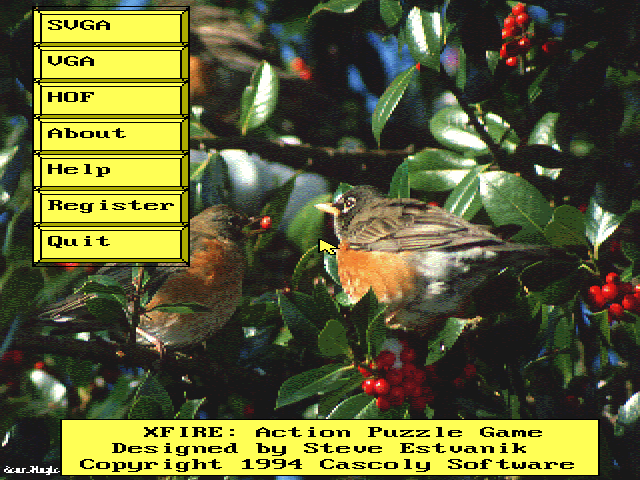 SVGA
VGA
HOF
About
Help
Register
Quit
XFIRE: Action Puzzle Game
Designed by Steve Estvanik
Copyright 1994 Cascoly Software